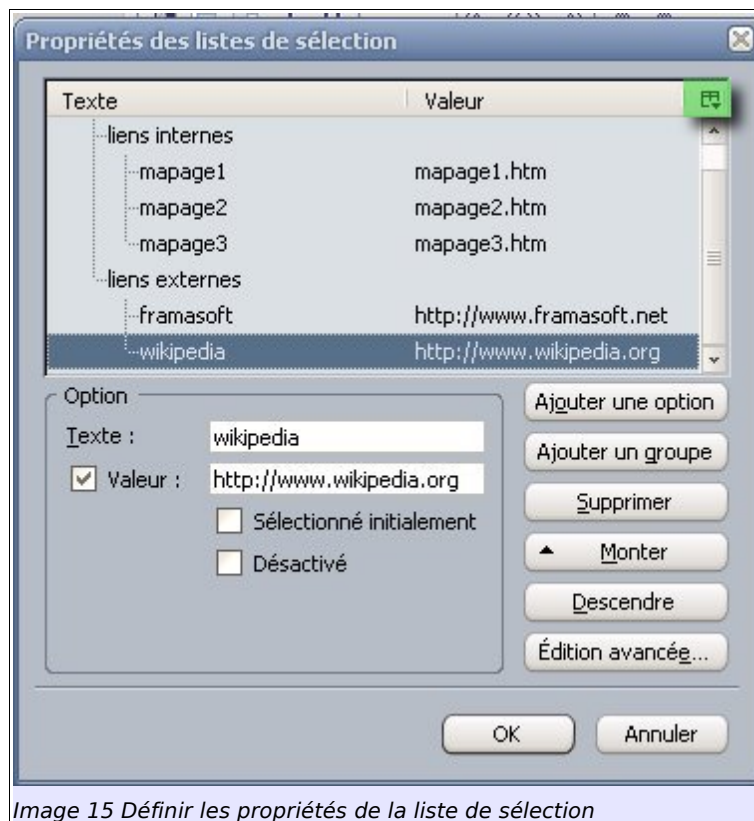 Propriétés des listes de sélection
Texte Valeur
liens internes
mapage1 mapage1.htm
mapage2 mapage2.htm
mapage3 mapage3.htm
liens externes
framasoft http://www.framasoft.net
wikipedia http://www.wikipedia.org
Option
Texte : wikipedia
Valeur : http://www.wikipedia.org
Sélectionné initialement
Désactivé
Ajouter une option
Ajouter un groupe
Supprimer
Monter
Descendre
Édition avancée...
OK Annuler
Image 15 Définir les propriétés de la liste de sélection